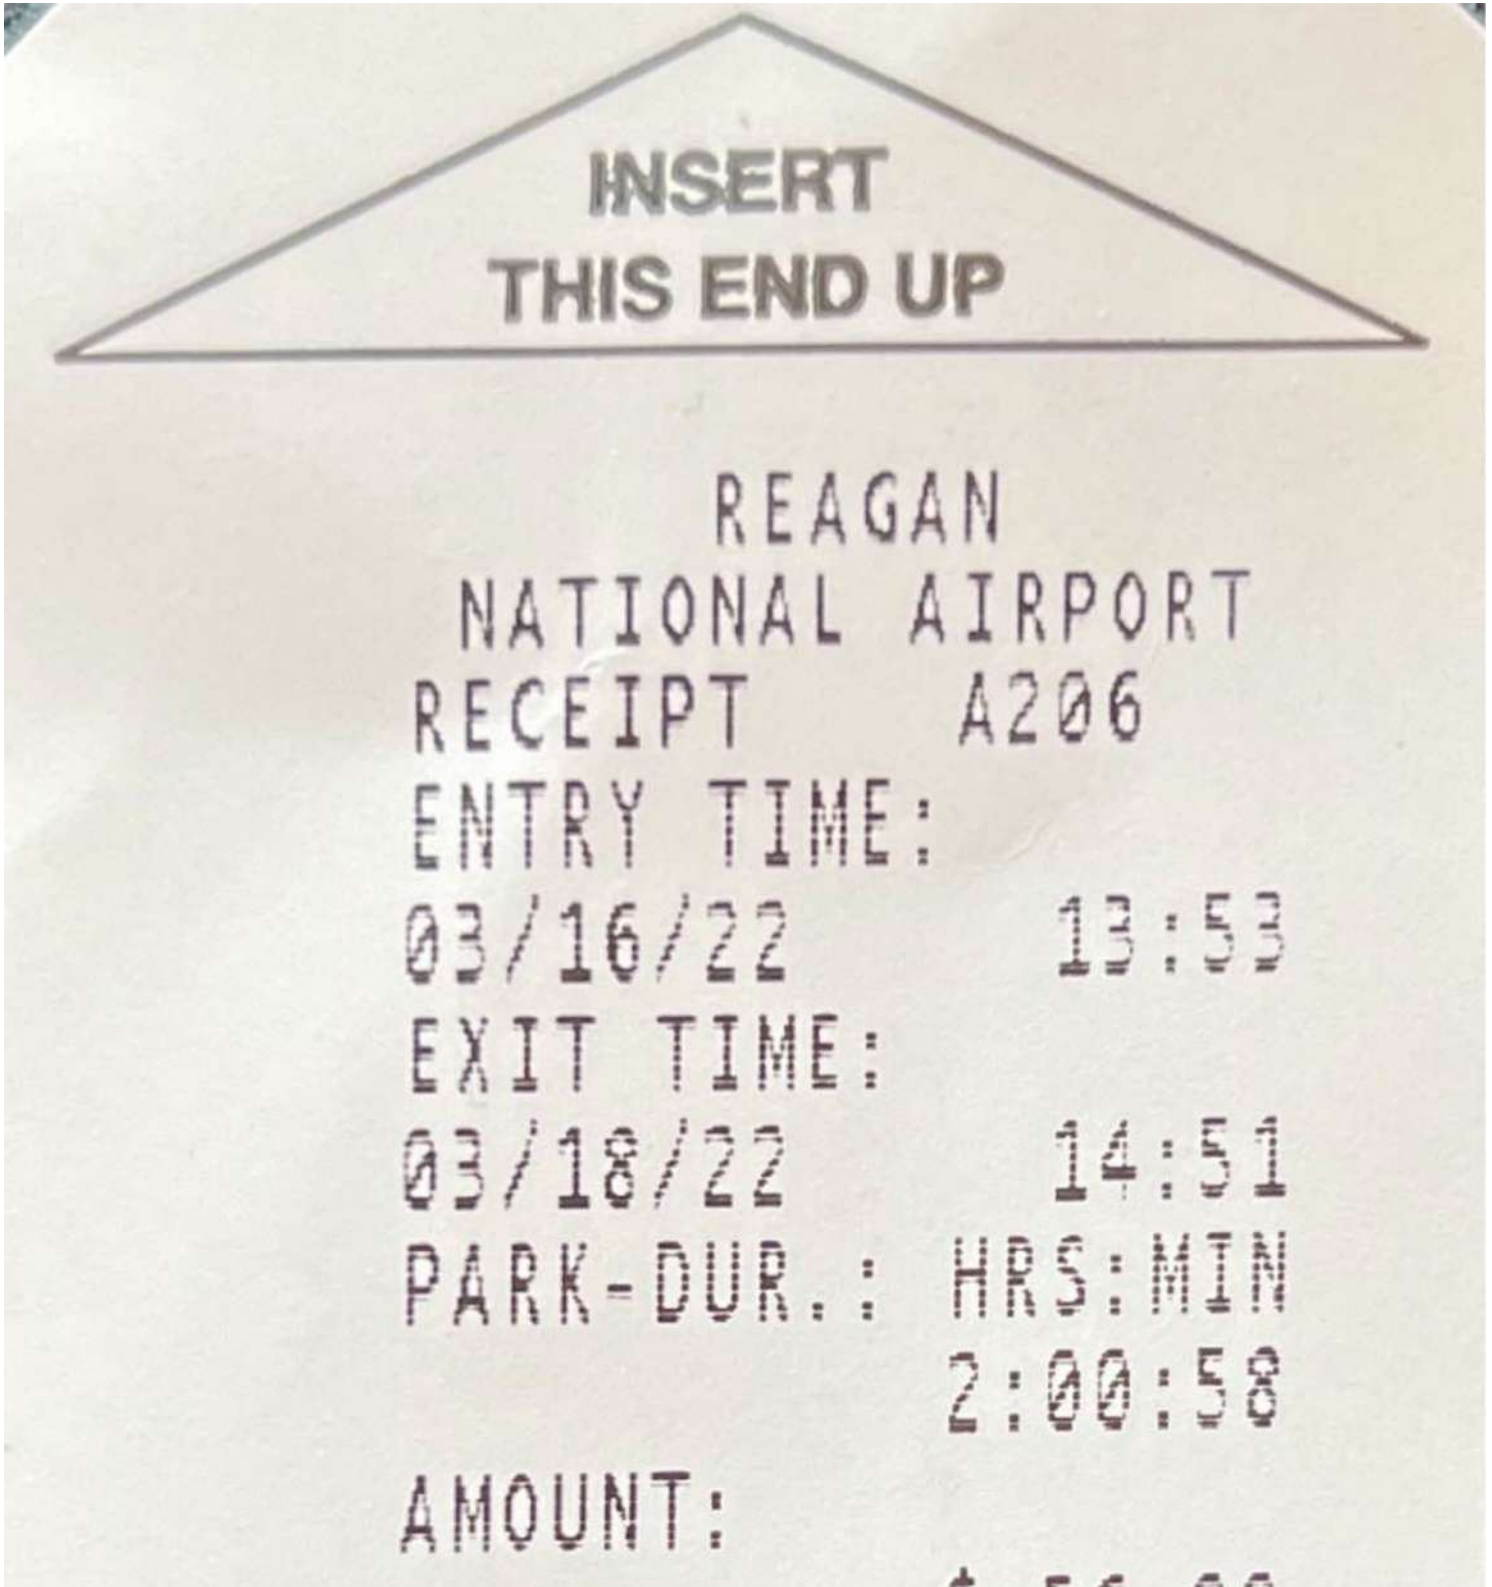 INSERT
THIS END UP
REAGAN
NATIONAL AIRPORT
RECEIPT A206
ENTRY TIME:
03/16/22 13:53
EXIT TIME:
03/18/22 14:51
PARK-DUR.: HRS:MIN
2:00:58
AMOUNT: